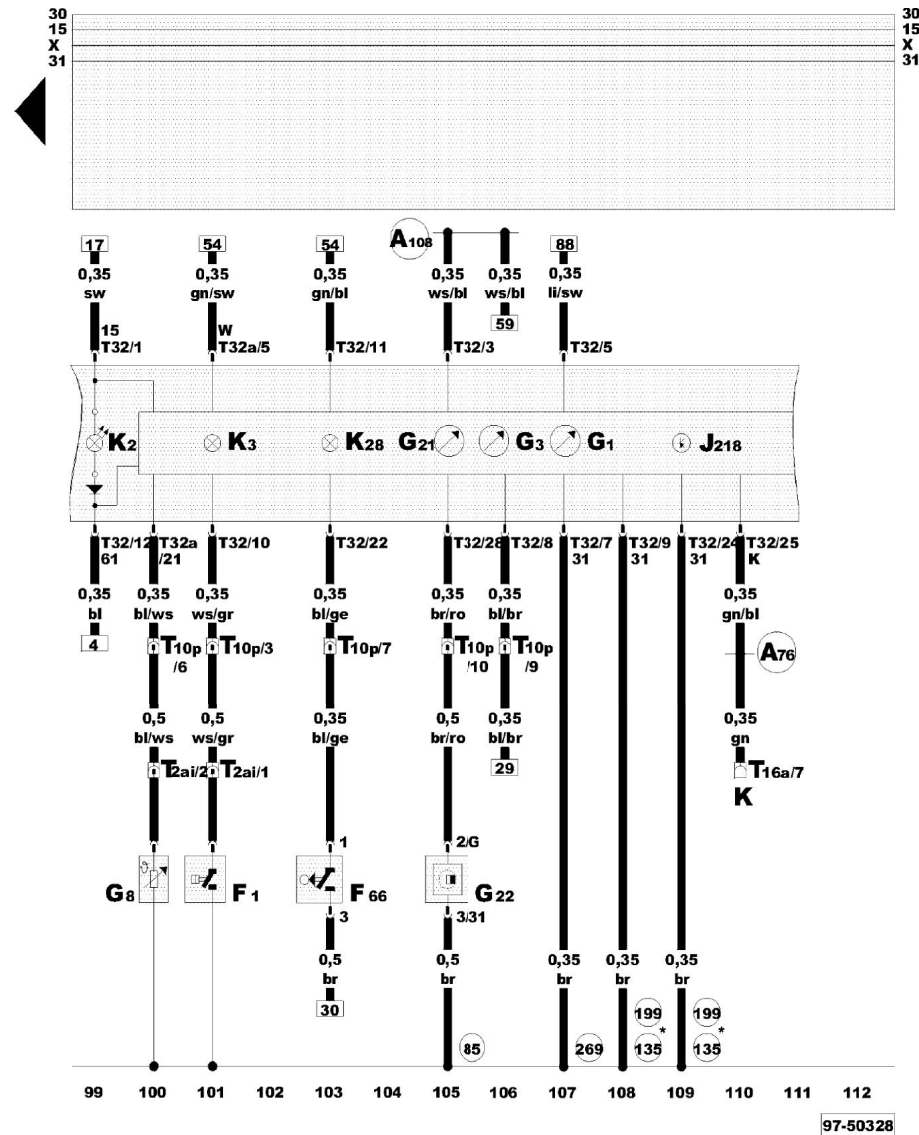 30 30
15 15
X X
31 31
A108
17 54 54 88
0,35 0,35 0,35 0,35 0,35 0,35
sw gn/sw gn/bl ws/bl ws/bl li/sw
59
15 W
T32/1 T32a/5 T32/11 T32/3 T32/5
K2 K3 K28 G21 G3 G1 J218
T32/12 T32a T32/10 T32/22 T32/28 T32/8 T32/7 T32/9 T32/24 T32/25
61 /21 31 31 31 K
0,35 0,35 0,35 0,35 0,35 0,35 0,35
bl bl/ws ws/gr bl/ge br/ro bl/br gn/bl
4 T10p T10p/3 T10p/7 T10p T10p A76
/6 /10 /9
0,5 0,5 0,35 0,5 0,35 0,35
bl/ws ws/gr bl/ge br/ro bl/br gn
T2ai/2 T2ai/1 29 T16a/7
K
1 2/G
G8 F1 F66 G22
3 3/31
0,5 0,5 0,35 0,35 0,35
br br br br br
30 199 199
85 269 135* 135*
99 100 101 102 103 104 105 106 107 108 109 110 111 112
97-50328